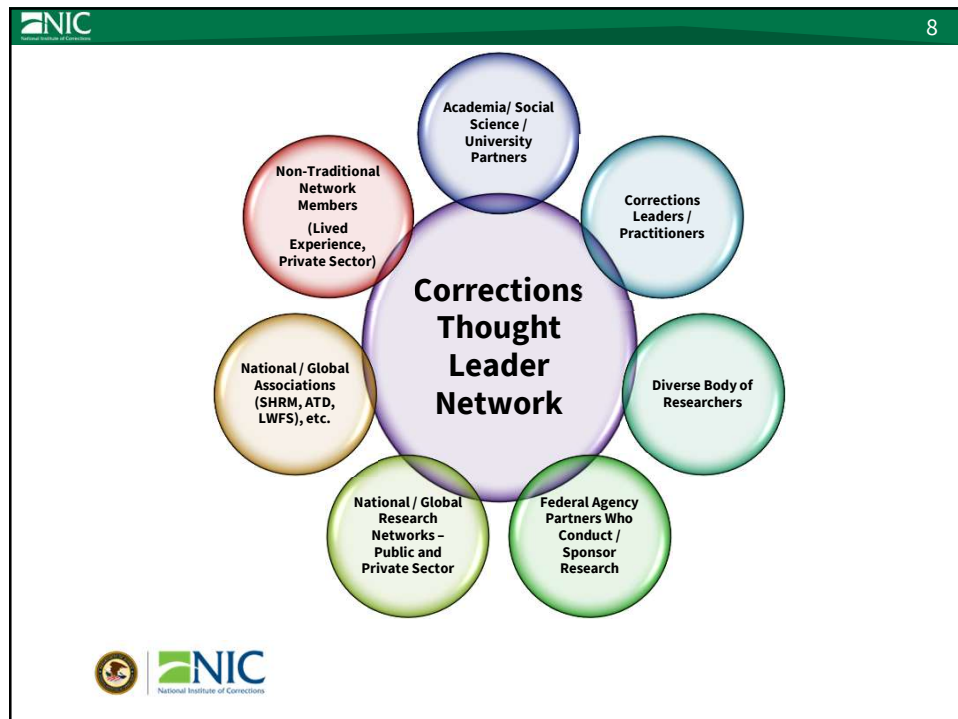 NIC
National Institute of Corrections
8
Academia/ Social
Science /
University
Partners
Corrections
Leaders /
Practitioners
Diverse Body of
Researchers
Federal Agency
Partners Who
Conduct /
Sponsor
Research
National / Global
Research
Networks –
Public and
Private Sector
National / Global
Associations
(SHRM, ATD,
LWFS), etc.
Non-Traditional
Network
Members
(Lived
Experience,
Private Sector)
Corrections
Thought
Leader
Network
NIC
National Institute of Corrections